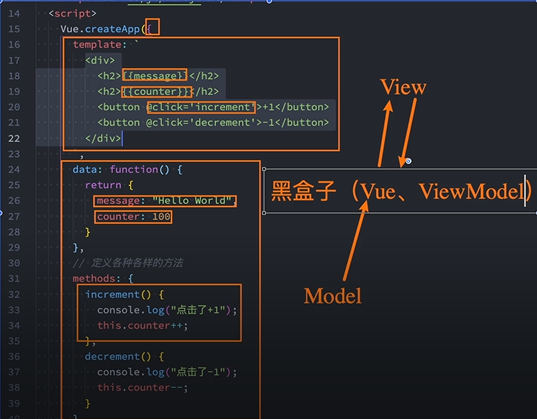 14 <script>
15 Vue.createApp({
16 template: `
17 <div>
18 <h2>{{message}}</h2>
19 <h2>{{counter}}</h2>
20 <button @click='increment'>+1</button>
21 <button @click='decrement'>-1</button>
22 </div>
23 `,
24 data: function() {
25 return {
26 message: "Hello World",
27 counter: 100
28 }
29 },
30 // 定义各种各样的方法
31 methods: {
32 increment() {
33 console.log("点击了+1");
34 this.counter++;
35 },
36 decrement() {
37 console.log("点击了-1");
38 this.counter--;
39 }
40 }
View
黑盒子（Vue、ViewModel）
Model